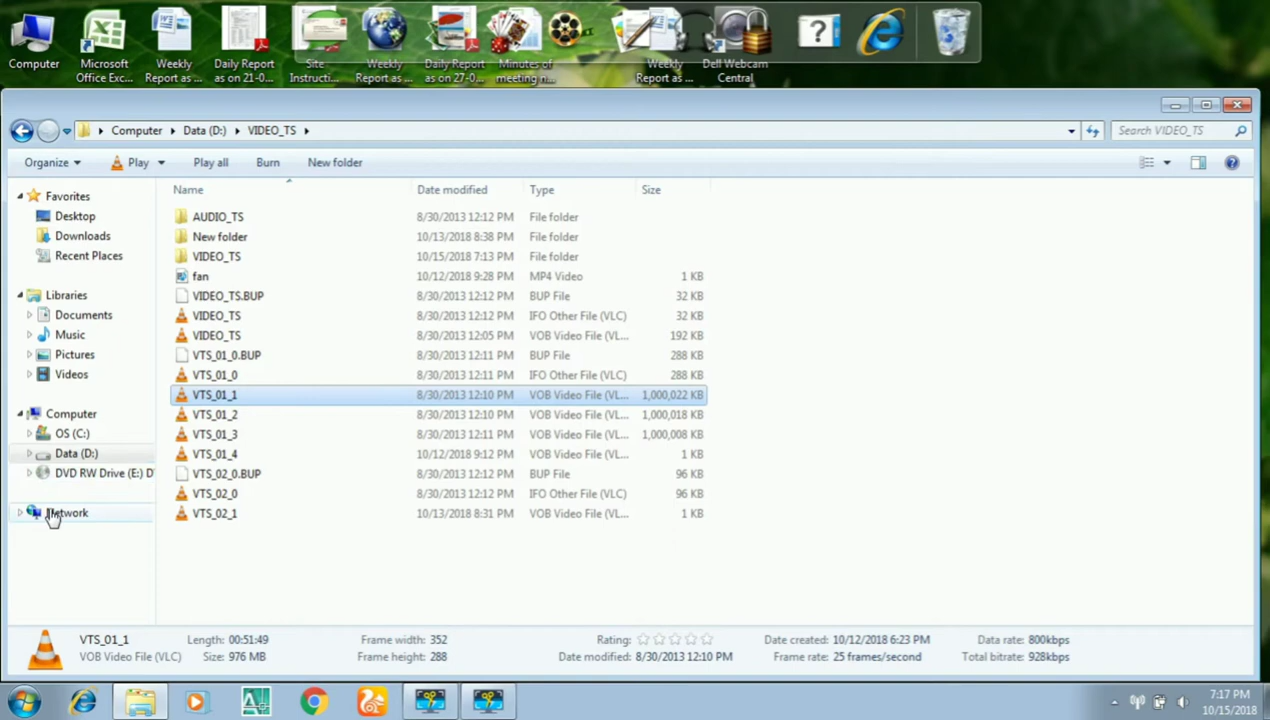 Computer
Microsoft Office Exc...
Weekly Report as ...
Daily Report as on 21-0...
Site Instructi...
Weekly Report as ...
Daily Report as on 27-0...
Minutes of meeting n...
Weekly Report as ...
Dell Webcam Central
Computer Data (D:) VIDEO_TS
Search VIDEO_TS
Organize Play Play all Burn New folder
Name Date modified Type Size
AUDIO_TS 8/30/2013 12:12 PM File folder
New folder 10/13/2018 8:38 PM File folder
VIDEO_TS 10/15/2018 7:13 PM File folder
fan 10/12/2018 9:28 PM MP4 Video 1 KB
VIDEO_TS.BUP 8/30/2013 12:12 PM BUP File 32 KB
VIDEO_TS 8/30/2013 12:12 PM IFO Other File (VLC) 32 KB
VIDEO_TS 8/30/2013 12:05 PM VOB Video File (VL... 192 KB
VTS_01_0.BUP 8/30/2013 12:11 PM BUP File 288 KB
VTS_01_0 8/30/2013 12:11 PM IFO Other File (VLC) 288 KB
VTS_01_1 8/30/2013 12:10 PM VOB Video File (VL... 1,000,022 KB
VTS_01_2 8/30/2013 12:10 PM VOB Video File (VL... 1,000,018 KB
VTS_01_3 8/30/2013 12:11 PM VOB Video File (VL... 1,000,008 KB
VTS_01_4 10/12/2018 9:12 PM VOB Video File (VL... 1 KB
VTS_02_0.BUP 8/30/2013 12:12 PM BUP File 96 KB
VTS_02_0 8/30/2013 12:12 PM IFO Other File (VLC) 96 KB
VTS_02_1 10/13/2018 8:31 PM VOB Video File (VL... 1 KB
Favorites
Desktop
Downloads
Recent Places
Libraries
Documents
Music
Pictures
Videos
Computer
OS (C:)
Data (D:)
DVD RW Drive (E:) D
Network
VTS_01_1 Length: 00:51:49 Frame width: 352 Rating: Date created: 10/12/2018 6:23 PM Data rate: 800kbps
VOB Video File (VLC) Size: 976 MB Frame height: 288 Date modified: 8/30/2013 12:10 PM Frame rate: 25 frames/second Total bitrate: 928kbps
7:17 PM
10/15/2018